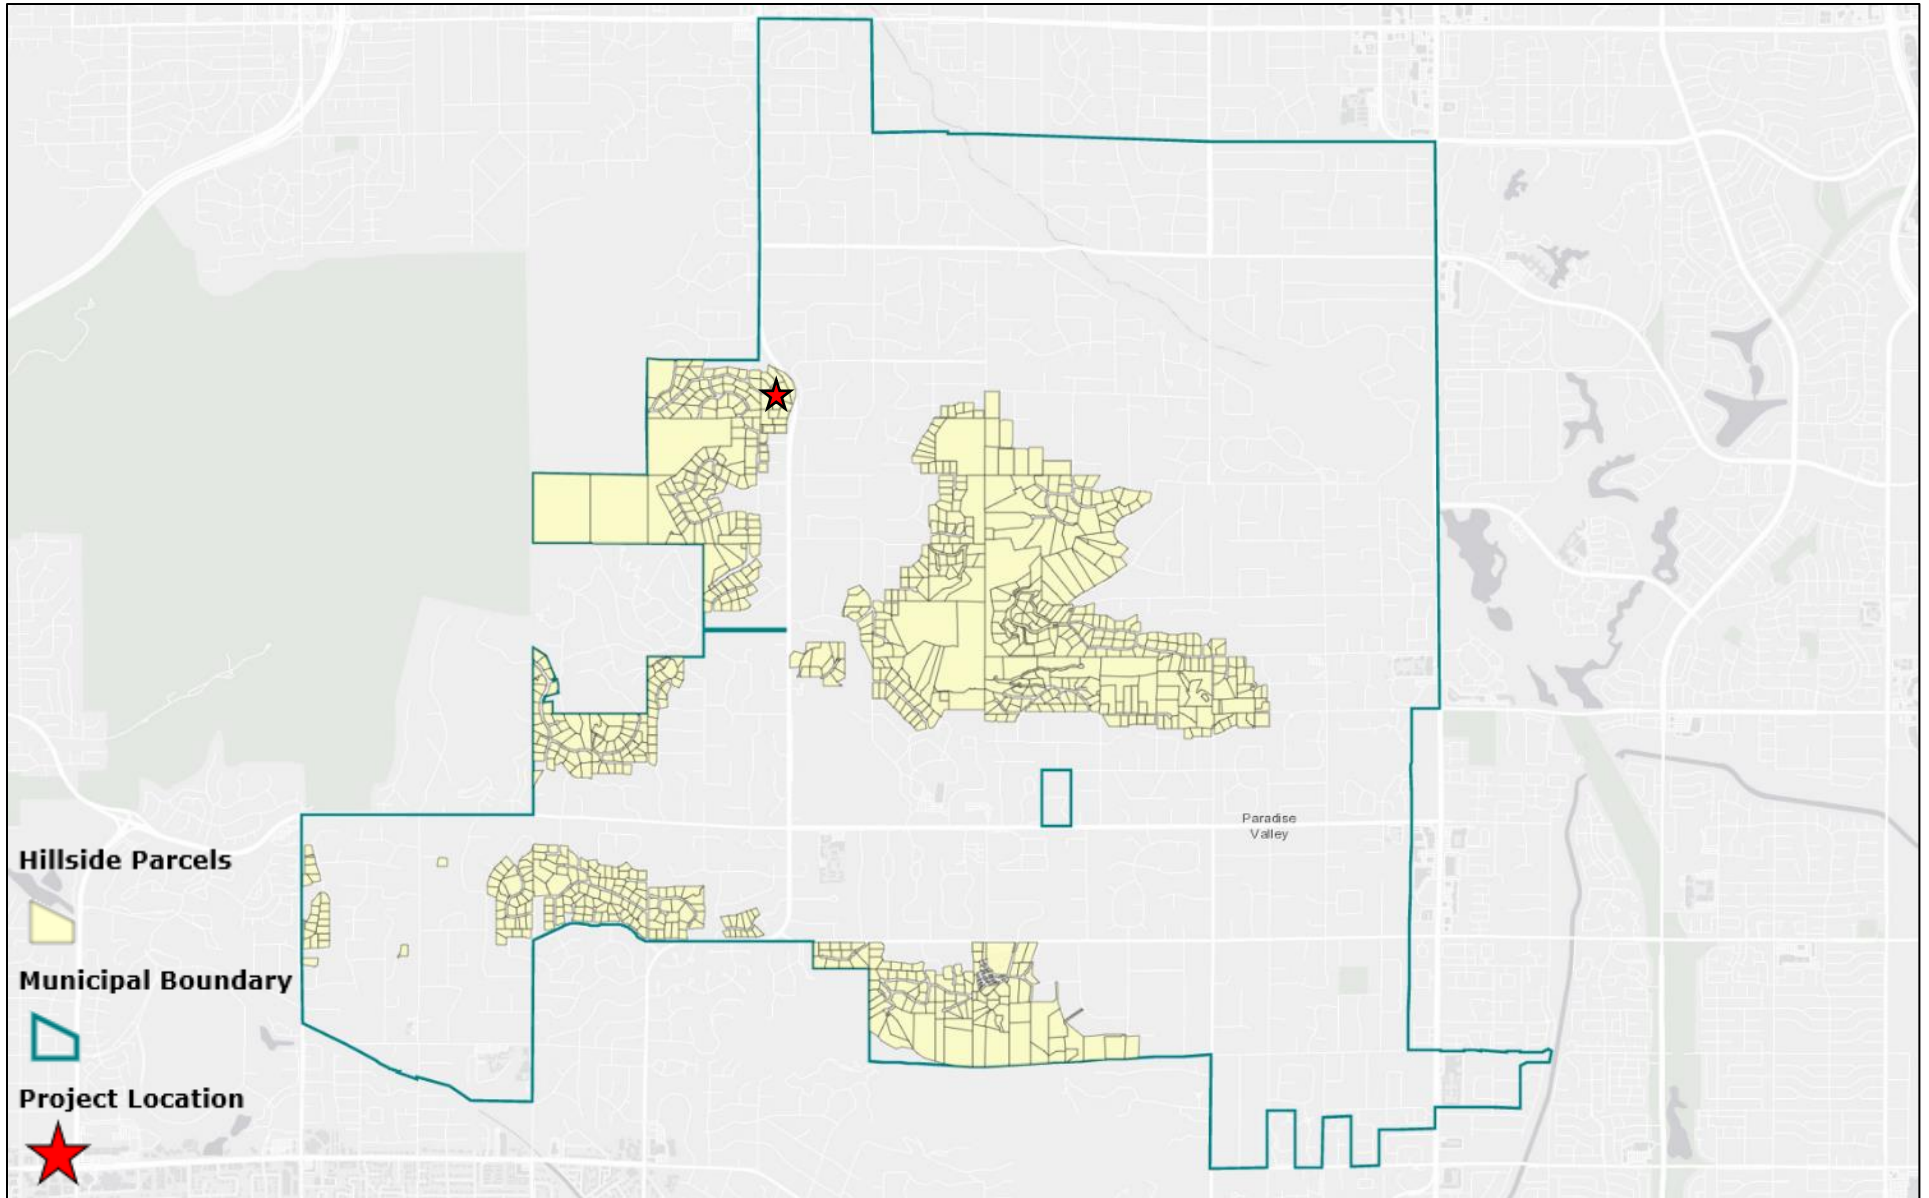 Paradise
Valley
Hillside Parcels
Municipal Boundary
Project Location